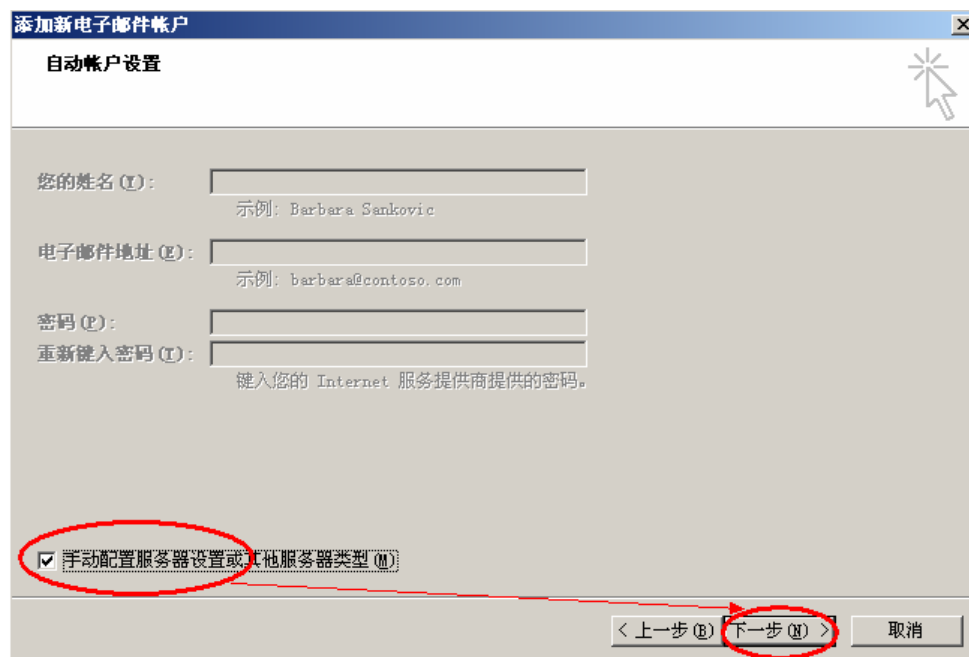 添加新电子邮件帐户
自动帐户设置
您的姓名(Y):
示例: Barbara Sankovic
电子邮件地址(E):
示例: barbara@contoso.com
密码(P):
重新键入密码(T):
键入您的 Internet 服务提供商提供的密码。
手动配置服务器设置或其他服务器类型(M)
< 上一步(B) 下一步(N) > 取消